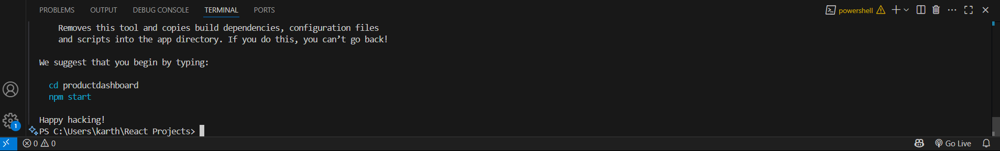 PROBLEMS OUTPUT DEBUG CONSOLE TERMINAL PORTS powershell
Removes this tool and copies build dependencies, configuration files
and scripts into the app directory. If you do this, you can’t go back!
We suggest that you begin by typing:
cd productdashboard
npm start
Happy hacking!
PS C:\Users\karth\React Projects>
1
0 0 Go Live